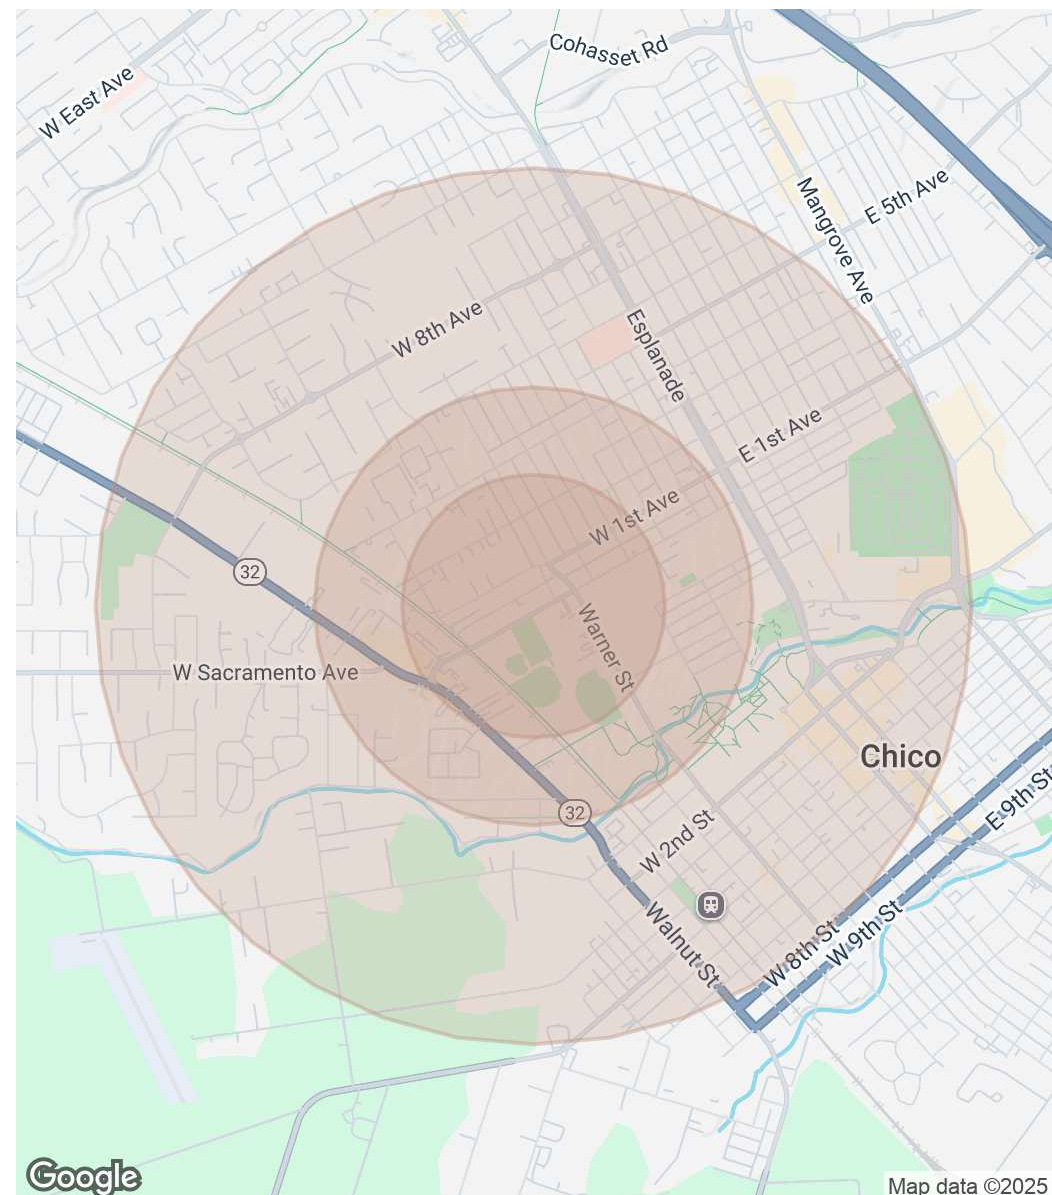 Cohasset Rd
W East Ave
Mangrove Ave
E 5th Ave
W 8th Ave
Esplanade
E 1st Ave
W 1st Ave
32
Warner St
W Sacramento Ave
Chico
32
E 9th St
W 2nd St
Walnut St
W 8th St
W 9th St
Google
Map data ©2025